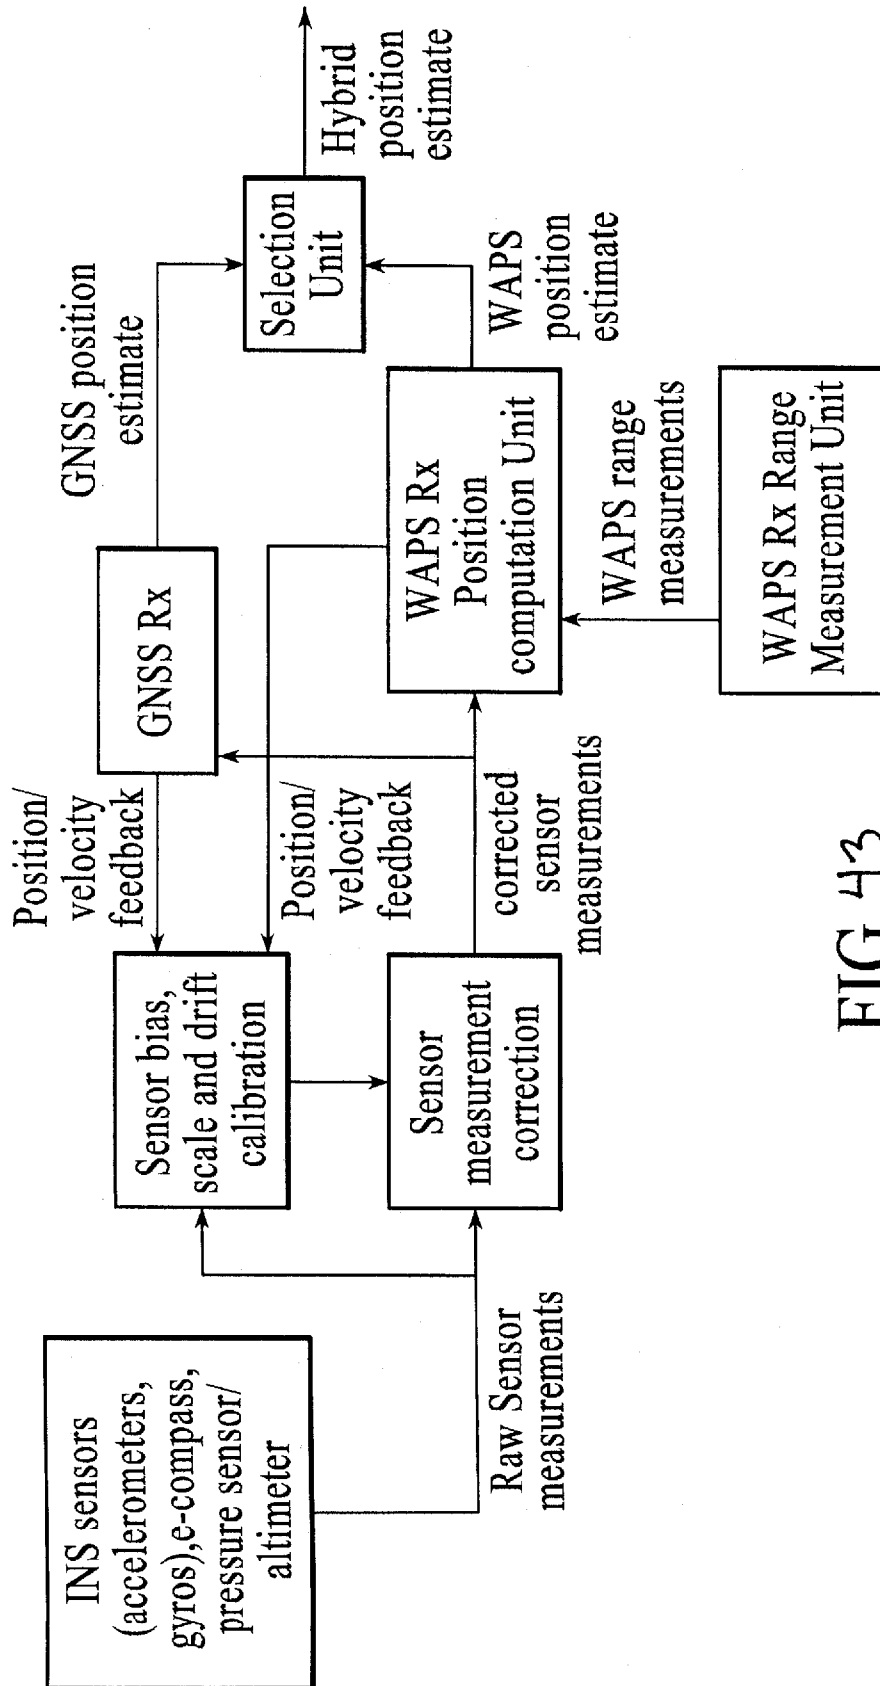 INS sensors
(accelerometers,
gyros),e-compass,
pressure sensor/
altimeter
Raw Sensor
measurements
Sensor bias,
scale and drift
calibration
Sensor
measurement
correction
Position/
velocity
feedback
Position/
velocity
feedback
corrected
sensor
measurements
GNSS Rx
WAPS Rx
Position
computation Unit
WAPS range
measurements
WAPS Rx Range
Measurement Unit
GNSS position
estimate
WAPS
position
estimate
Selection
Unit
Hybrid
position
estimate
FIG 43